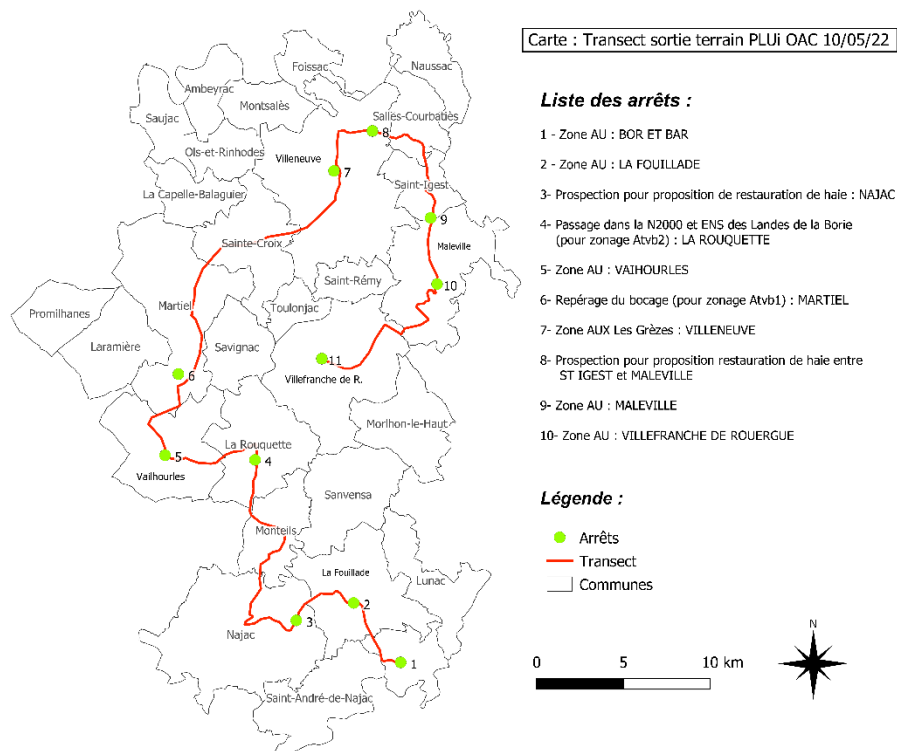 Carte : Transect sortie terrain PLUi OAC 10/05/22
Liste des arrêts :
1 - Zone AU : BOR ET BAR
2 - Zone AU : LA FOUILLADE
3- Prospection pour proposition de restauration de haie : NAJAC
4- Passage dans la N2000 et ENS des Landes de la Borie
(pour zonage Atvb2) : LA ROUQUETTE
5- Zone AU : VAIHOURLES
6- Repérage du bocage (pour zonage Atvb1) : MARTIEL
7- Zone AUX Les Grèzes : VILLENEUVE
8- Prospection pour proposition restauration de haie entre
ST IGEST et MALEVILLE
9- Zone AU : MALEVILLE
10- Zone AU : VILLEFRANCHE DE ROUERGUE
Légende :
Arrêts
Transect
Communes
0 5 10 km
N
Naussac
Foissac
Ambeyrac
Montsalès
Saujac
Salles-Courbatiès
8
Ols-et-Rinhodes
Villeneuve
7
La Capelle-Balaguier
Saint-Igest
9
Sainte-Croix
Maleville
Saint-Rémy
10
Martiel
Toulonjac
Promilhanes
Savignac
Laramière
11
6
Villefranche de R.
Morlhon-le-Haut
La Rouquette
5
4
Vailhourles
Sanvensa
Monteils
La Fouillade
Lunac
2
3
Najac
1
Saint-André-de-Najac